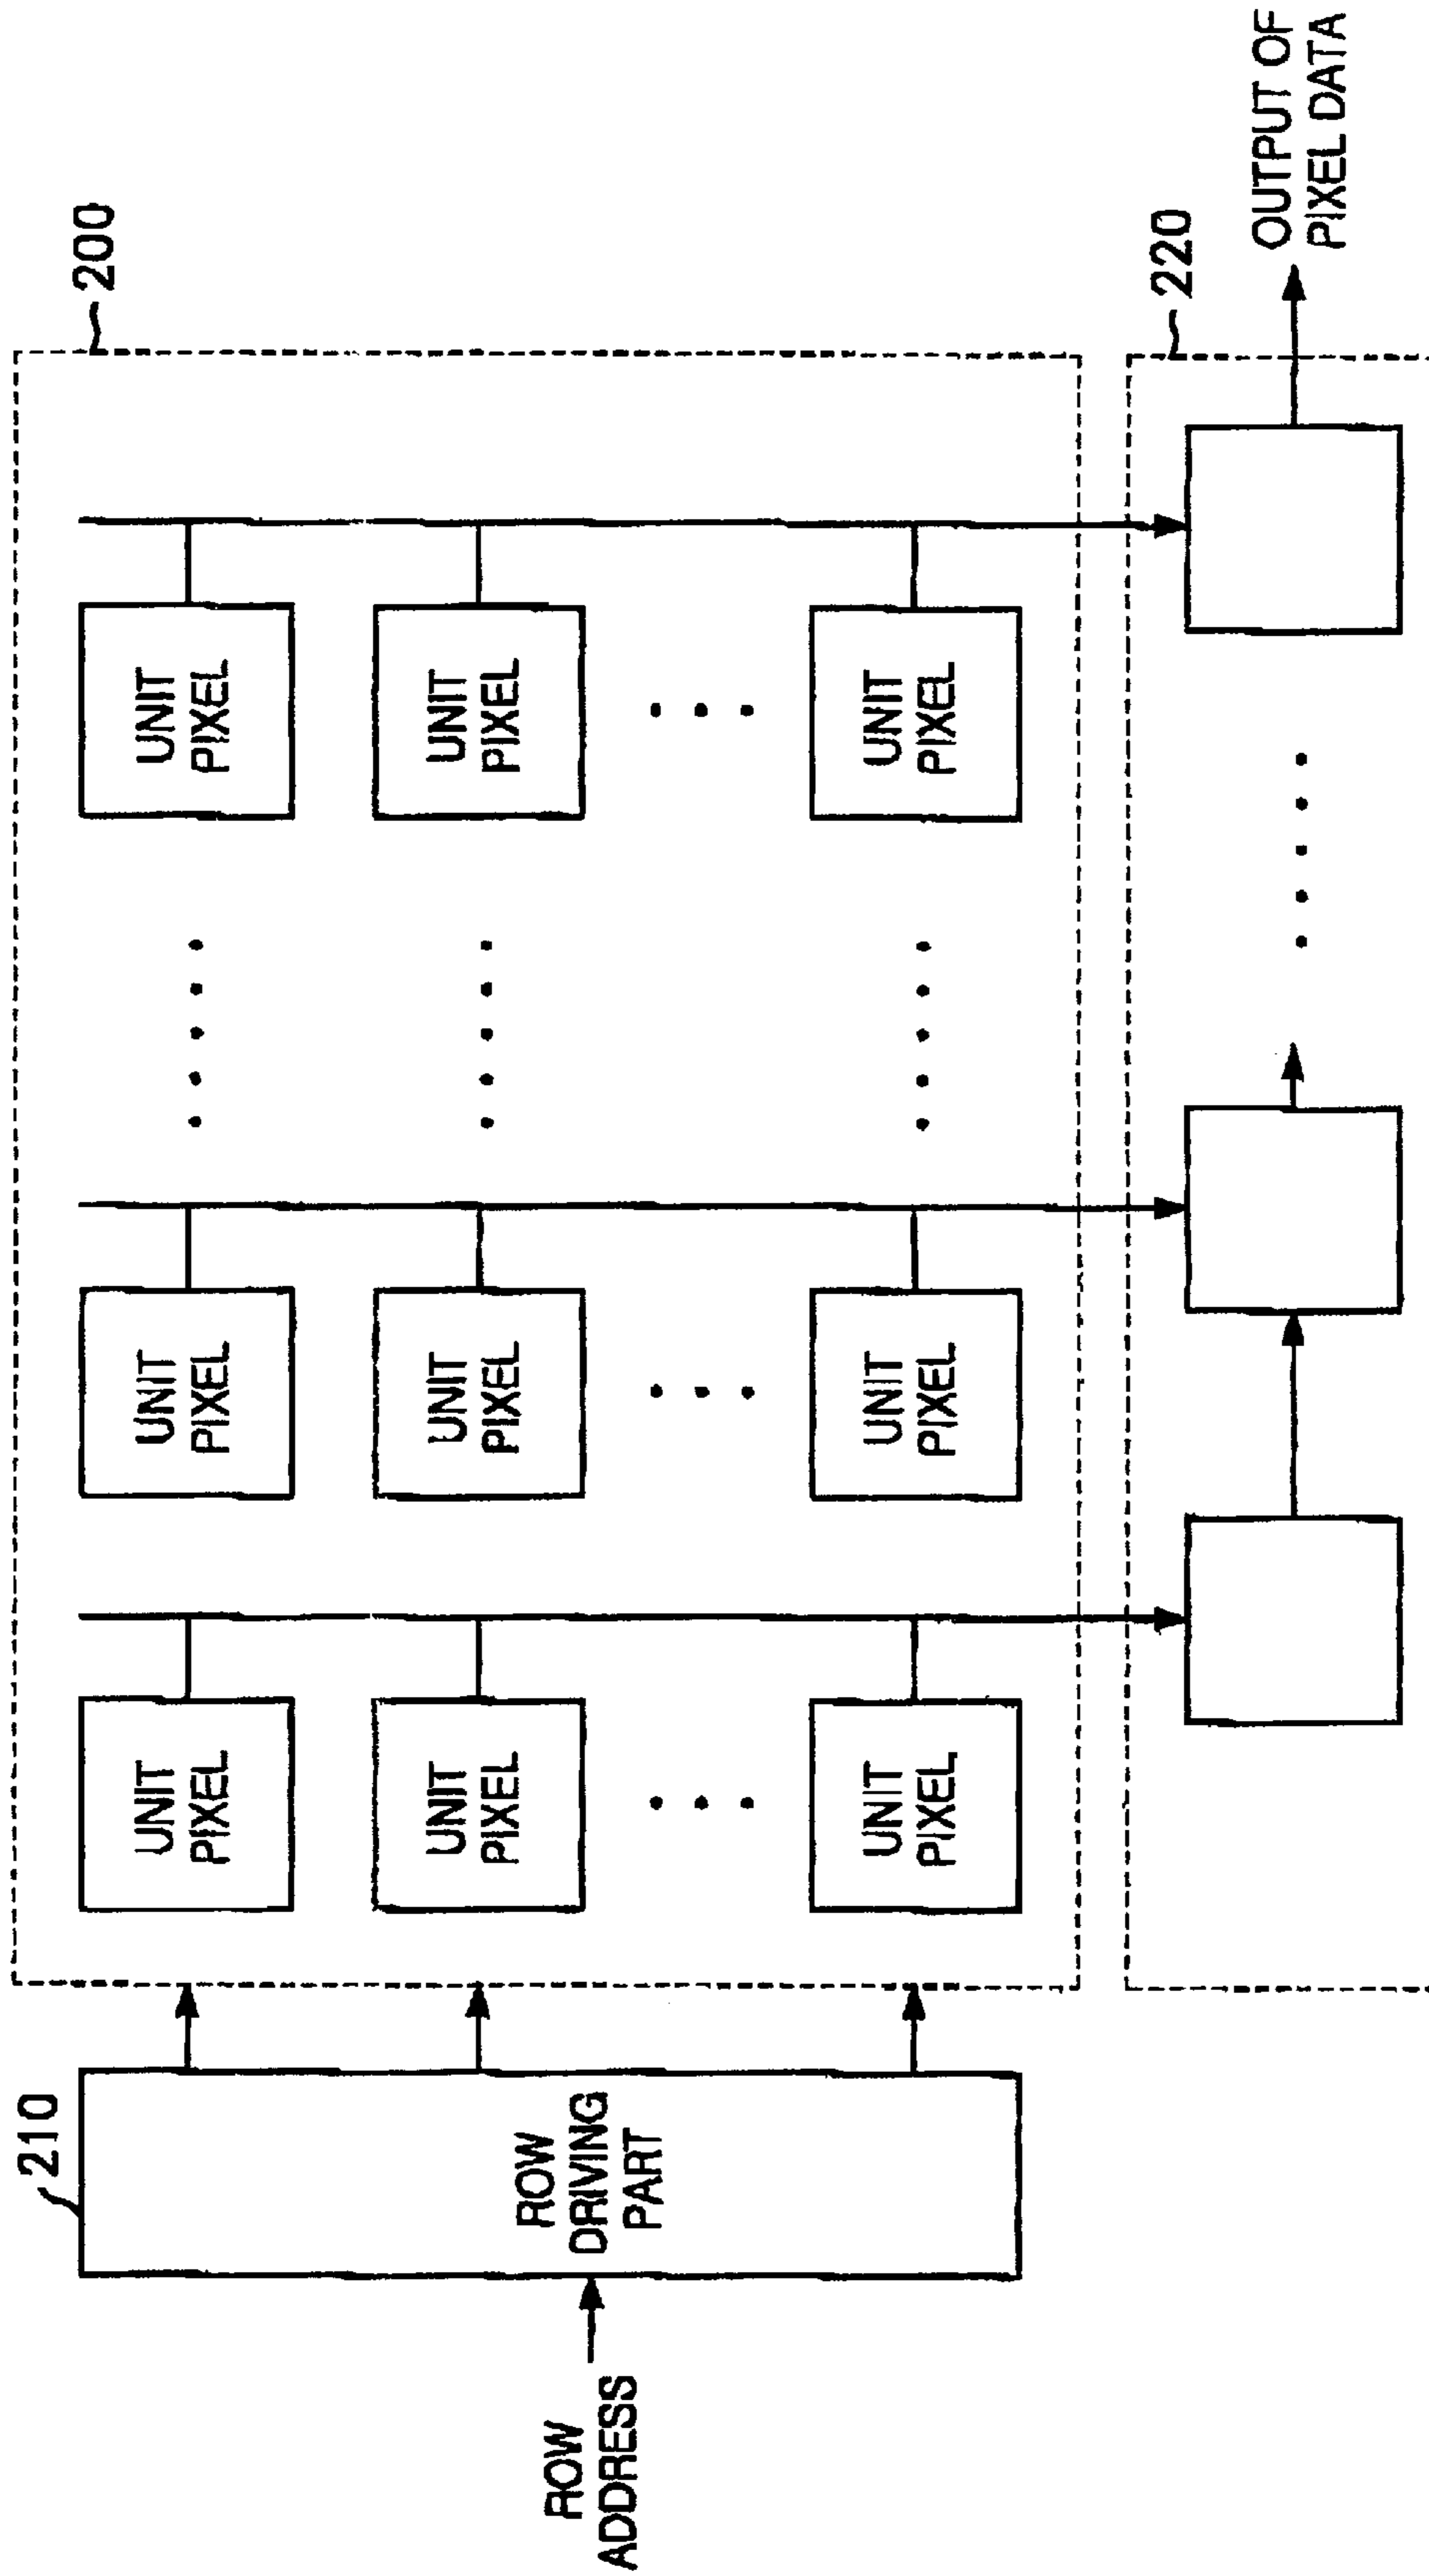 200
210
UNIT
PIXEL
UNIT
PIXEL
UNIT
PIXEL
UNIT
PIXEL
UNIT
PIXEL
UNIT
PIXEL
UNIT
PIXEL
UNIT
PIXEL
UNIT
PIXEL
ROW
ADDRESS
ROW
DRIVING
PART
220
OUTPUT OF
PIXEL DATA